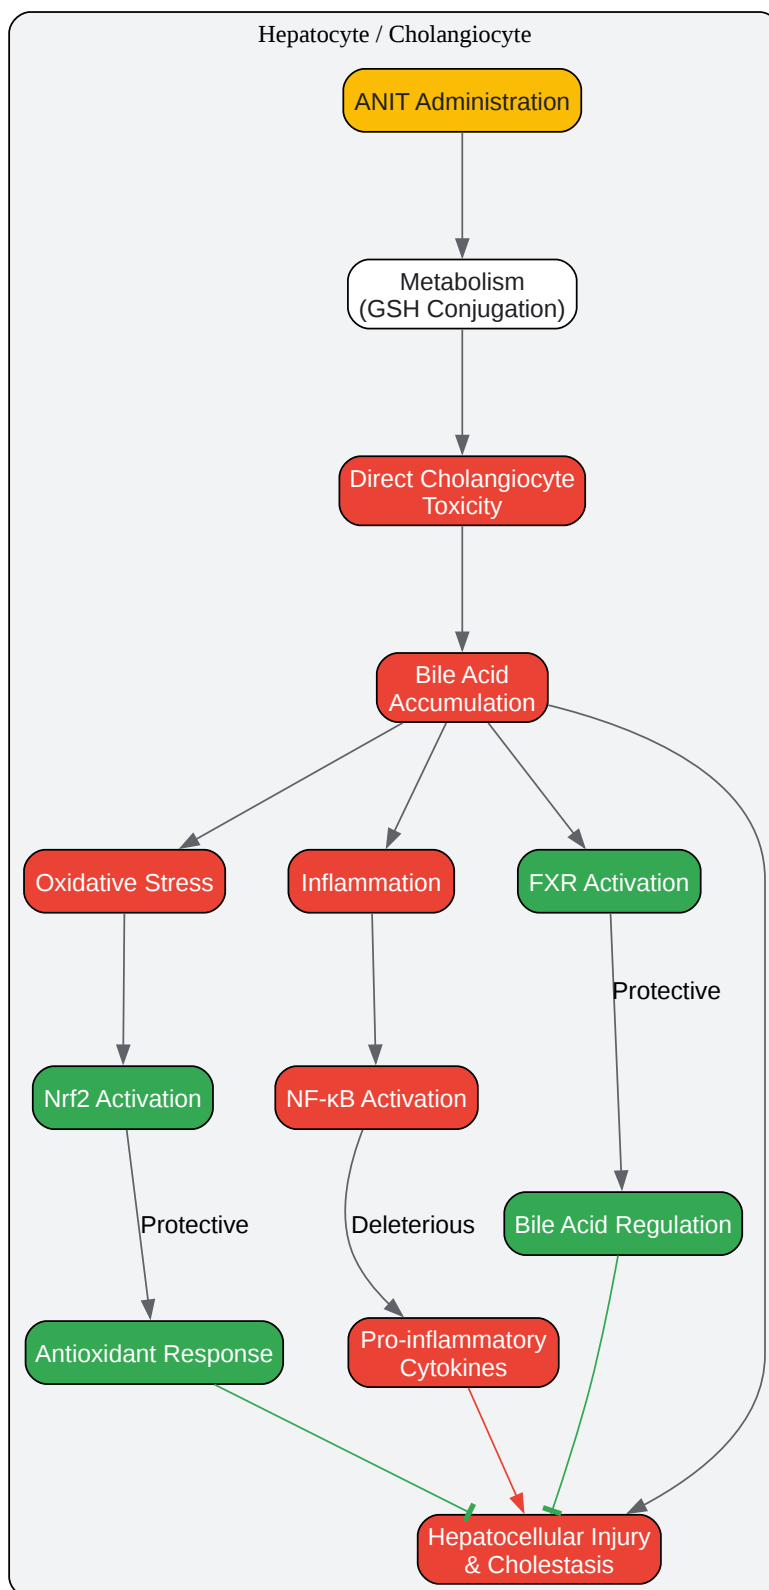 Hepatocyte / Cholangiocyte
ANIT Administration
Metabolism
(GSH Conjugation)
Direct Cholangiocyte
Toxicity
Bile Acid
Accumulation
Oxidative Stress
Inflammation
FXR Activation
Protective
Nrf2 Activation
NF-κB Activation
Protective
Deleterious
Bile Acid Regulation
Antioxidant Response
Pro-inflammatory
Cytokines
Hepatocellular Injury
& Cholestasis